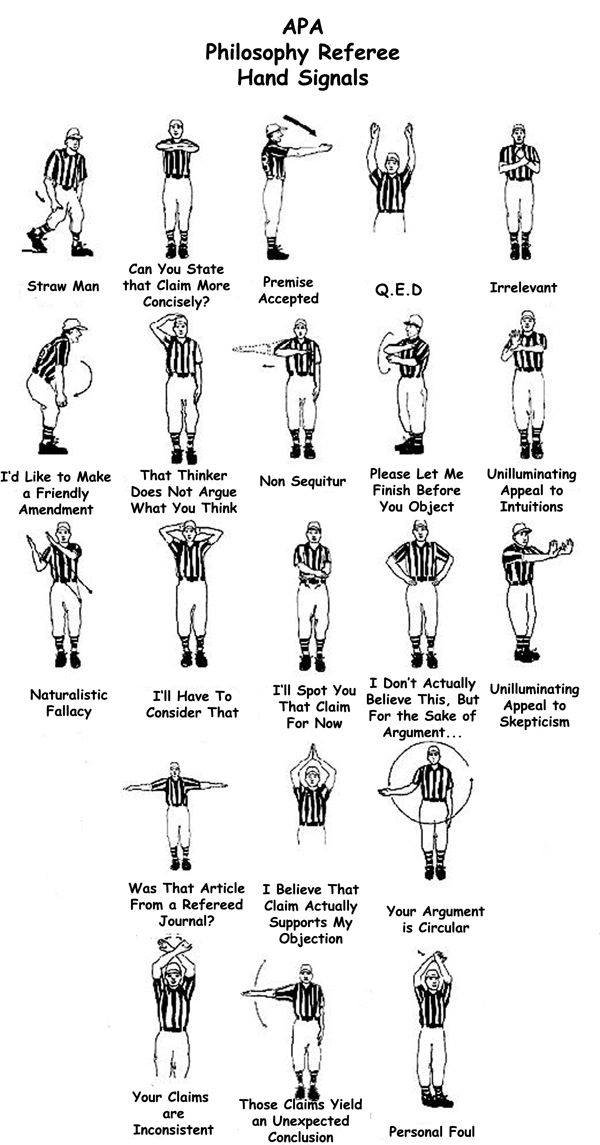 APA
Philosophy Referee
Hand Signals
Straw Man
Can You State
that Claim More
Concisely?
Premise
Accepted
Q.E.D
Irrelevant
I'd Like to Make
a Friendly
Amendment
That Thinker
Does Not Argue
What You Think
Non Sequitur
Please Let Me
Finish Before
You Object
Unilluminating
Appeal to
Intuitions
Naturalistic
Fallacy
I'll Have To
Consider That
I'll Spot You
That Claim
For Now
I Don't Actually
Believe This, But
For the Sake of
Argument...
Unilluminating
Appeal to
Skepticism
Was That Article
From a Refereed
Journal?
I Believe That
Claim Actually
Supports My
Objection
Your Argument
is Circular
Your Claims
are
Inconsistent
Those Claims Yield
an Unexpected
Conclusion
Personal Foul